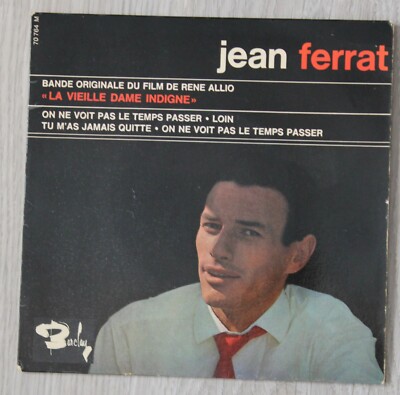 70 764 M
jean ferrat
BANDE ORIGINALE DU FILM DE RENE ALLIO
«LA VIEILLE DAME INDIGNE»
ON NE VOIT PAS LE TEMPS PASSER • LOIN
TU M'AS JAMAIS QUITTE • ON NE VOIT PAS LE TEMPS PASSER
Barclay